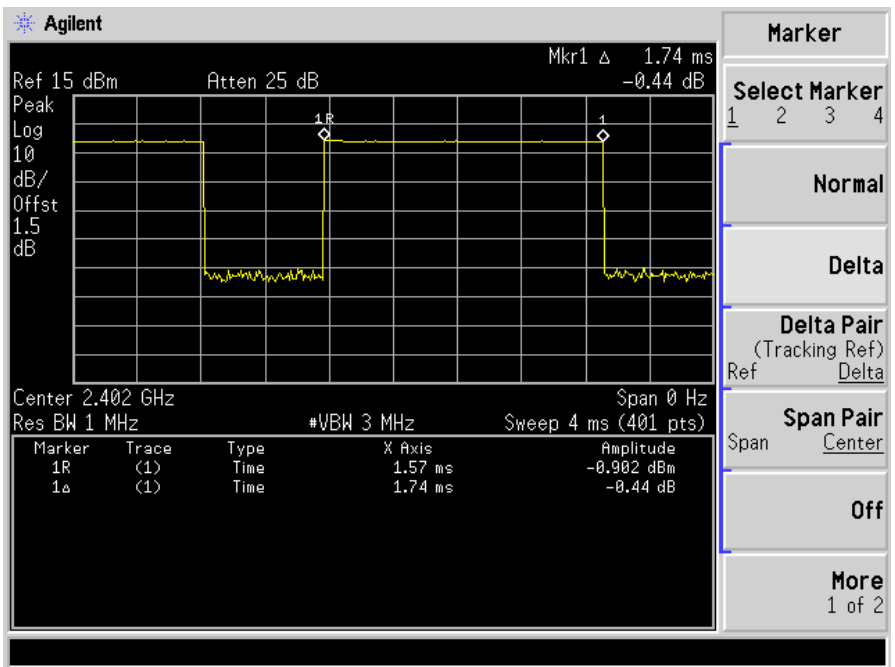 Agilent
Marker
Mkr1 Δ 1.74 ms
Ref 15 dBm Atten 25 dB -0.44 dB
Peak
Log
10
dB/
Offst
1.5
dB
1R
1
Center 2.402 GHz Span 0 Hz
Res BW 1 MHz #VBW 3 MHz Sweep 4 ms (401 pts)
Marker Trace Type X Axis Amplitude
1R (1) Time 1.57 ms -0.902 dBm
1Δ (1) Time 1.74 ms -0.44 dB
Select Marker
1 2 3 4
Normal
Delta
Delta Pair
(Tracking Ref)
Ref Delta
Span Pair
Span Center
Off
More
1 of 2